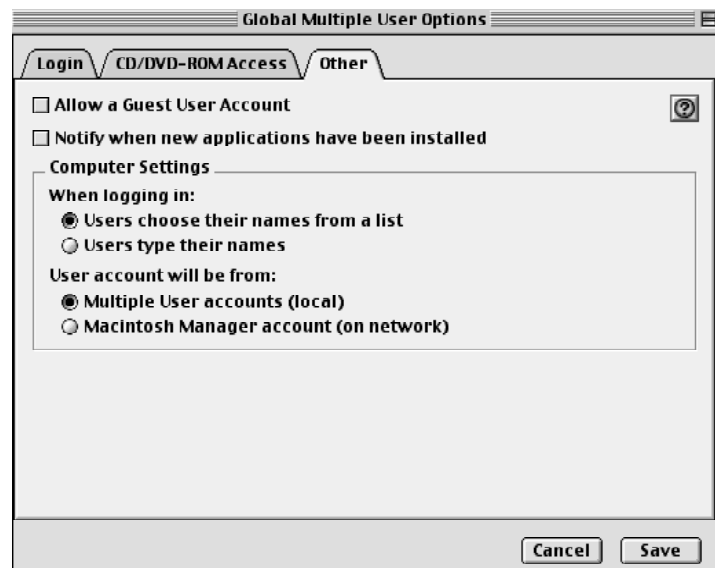 Global Multiple User Options
Login
CD/DVD-ROM Access
Other
Allow a Guest User Account
?
Notify when new applications have been installed
Computer Settings
When logging in:
Users choose their names from a list
Users type their names
User account will be from:
Multiple User accounts (local)
Macintosh Manager account (on network)
Cancel
Save